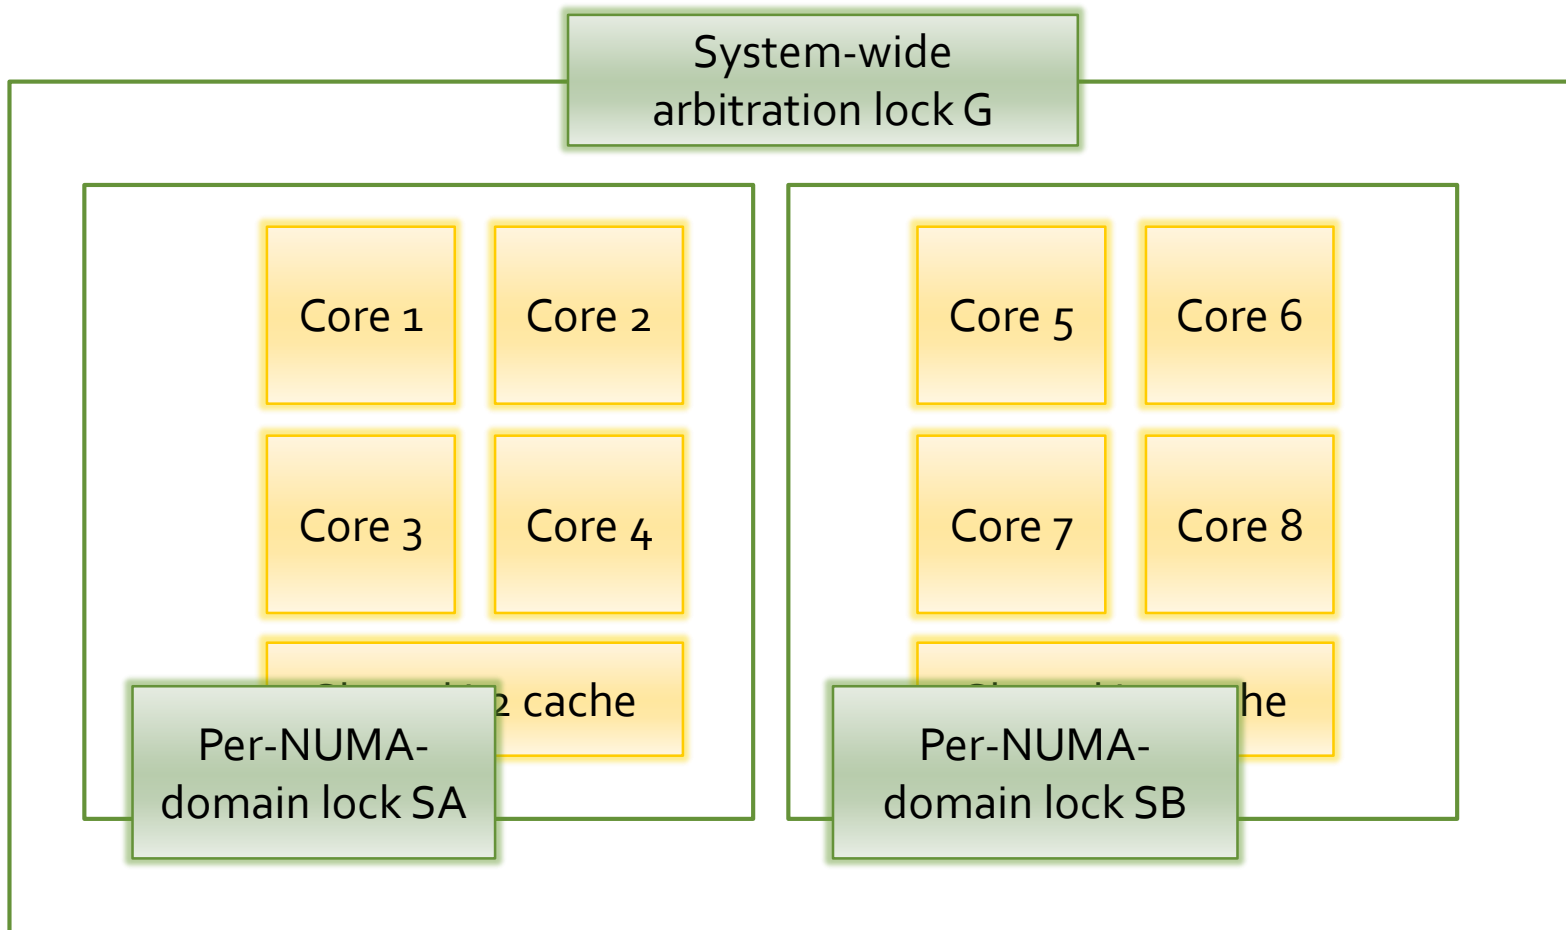 System-wide
arbitration lock G
Core 1
Core 2
Core 5
Core 6
Core 3
Core 4
Core 7
Core 8
2 cache
he
Per-NUMA-
domain lock SA
Per-NUMA-
domain lock SB